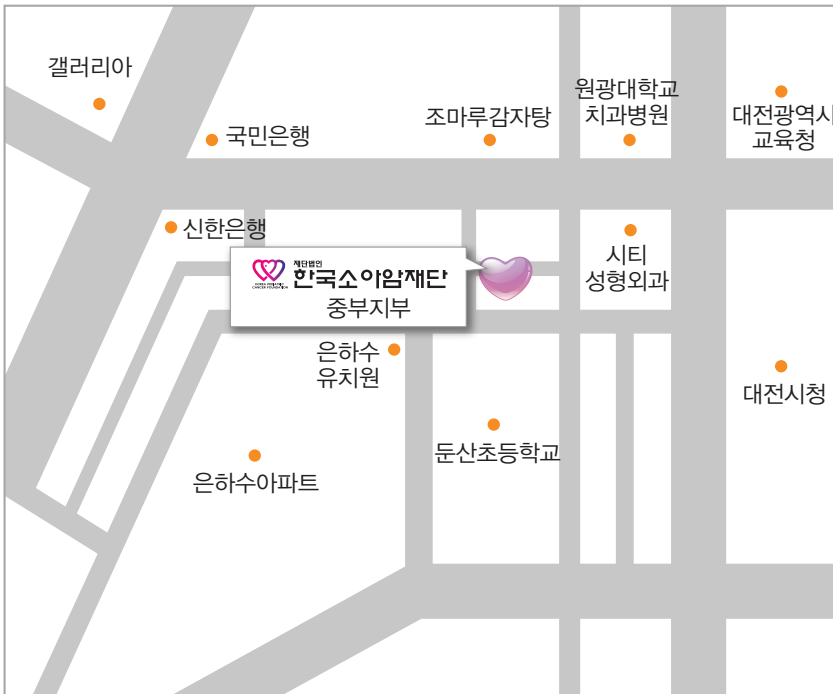 갤러리아
국민은행
조마루감자탕
원광대학교
치과병원
대전광역시
교육청
신한은행
재단법인
한국소아암재단
KOREA PEDIATRIC
CANCER FOUNDATION
중부지부
시티
성형외과
은하수
유치원
대전시청
둔산초등학교
은하수아파트